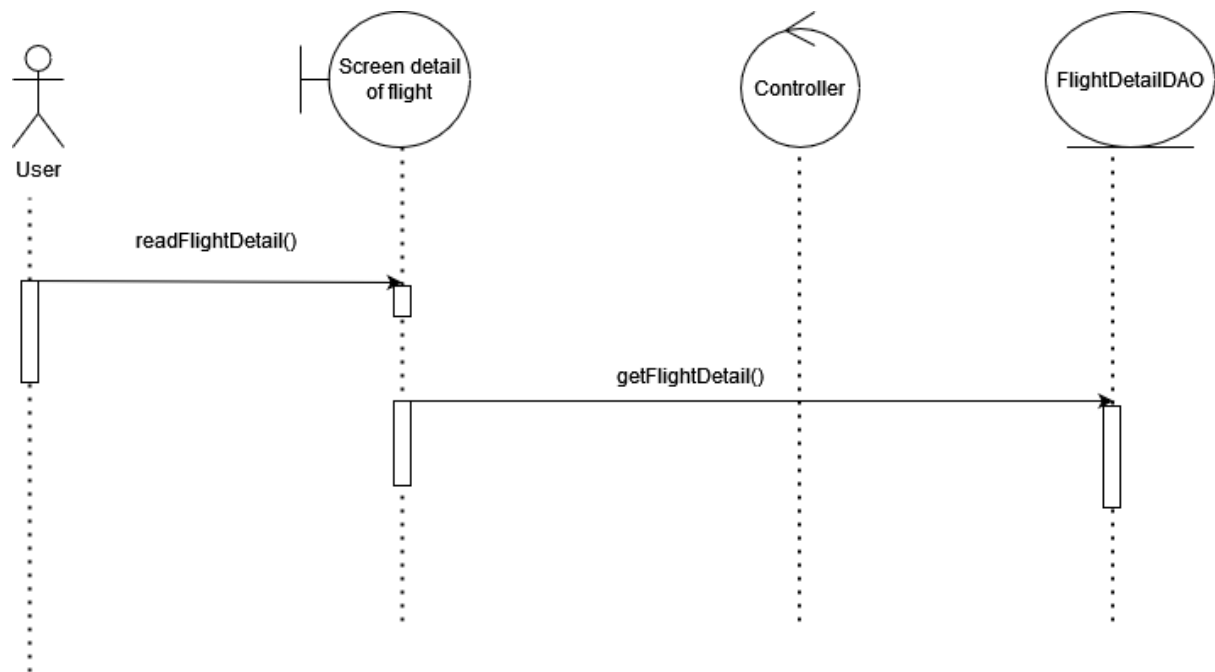 Screen detail
of flight
Controller
FlightDetailDAO
User
readFlightDetail()
getFlightDetail()